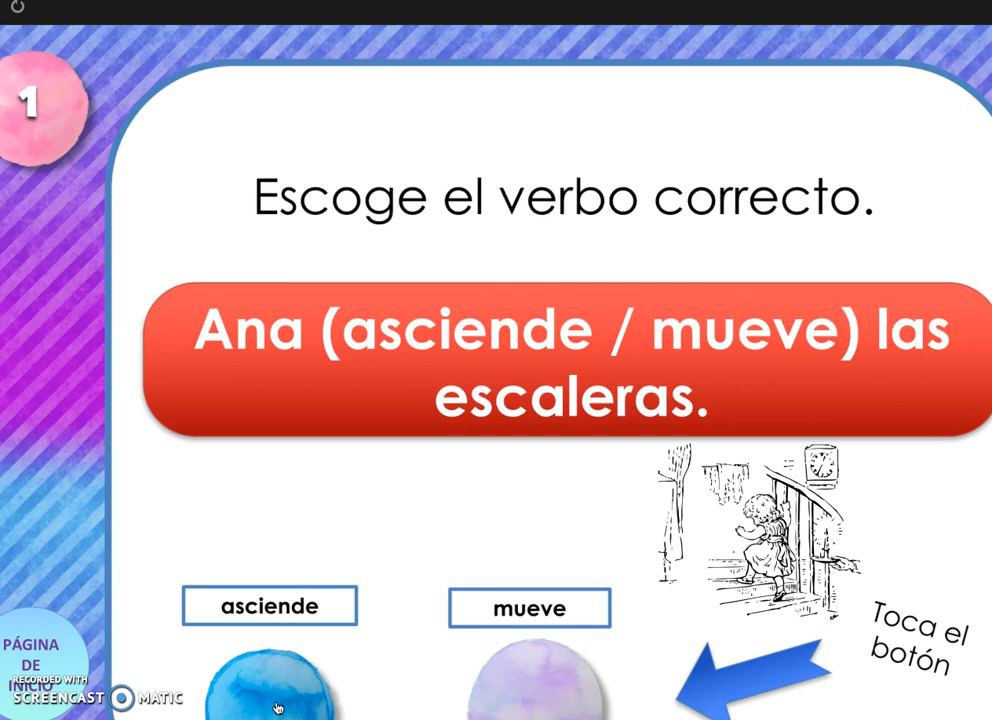 1
Escoge el verbo correcto.
Ana (asciende / mueve) las
escaleras.
asciende
mueve
Toca el
botón
PÁGINA
DE
INICIO
RECORDED WITH
SCREENCAST MATIC